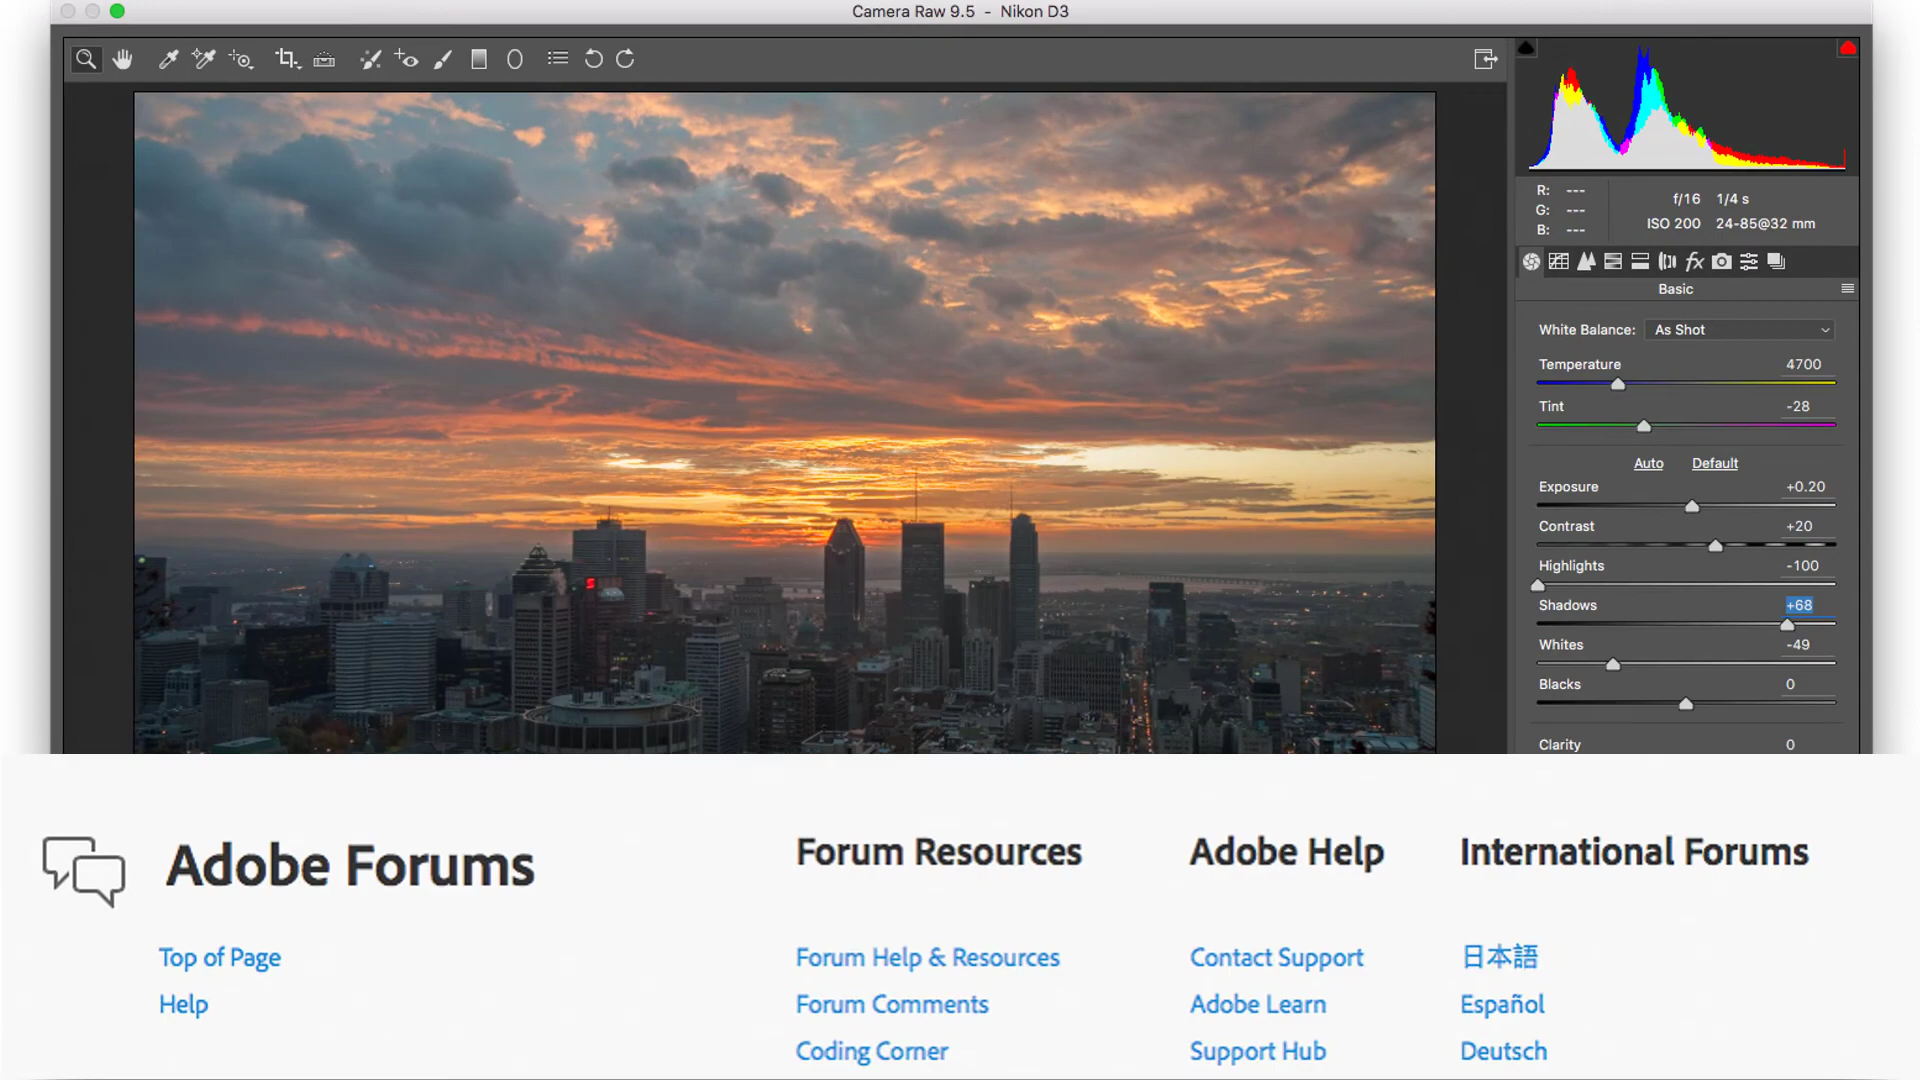 Camera Raw 9.5 - Nikon D3
R: ---
G: ---
B: ---
f/16 1/4 s
ISO 200 24-85@32 mm
fx
Basic
White Balance: As Shot
Temperature 4700
Tint -28
Auto Default
Exposure +0.20
Contrast +20
Highlights -100
Shadows +68
Whites -49
Blacks 0
Clarity 0
Adobe Forums
Top of Page
Help
Forum Resources
Forum Help & Resources
Forum Comments
Coding Corner
Adobe Help
Contact Support
Adobe Learn
Support Hub
International Forums
日本語
Español
Deutsch